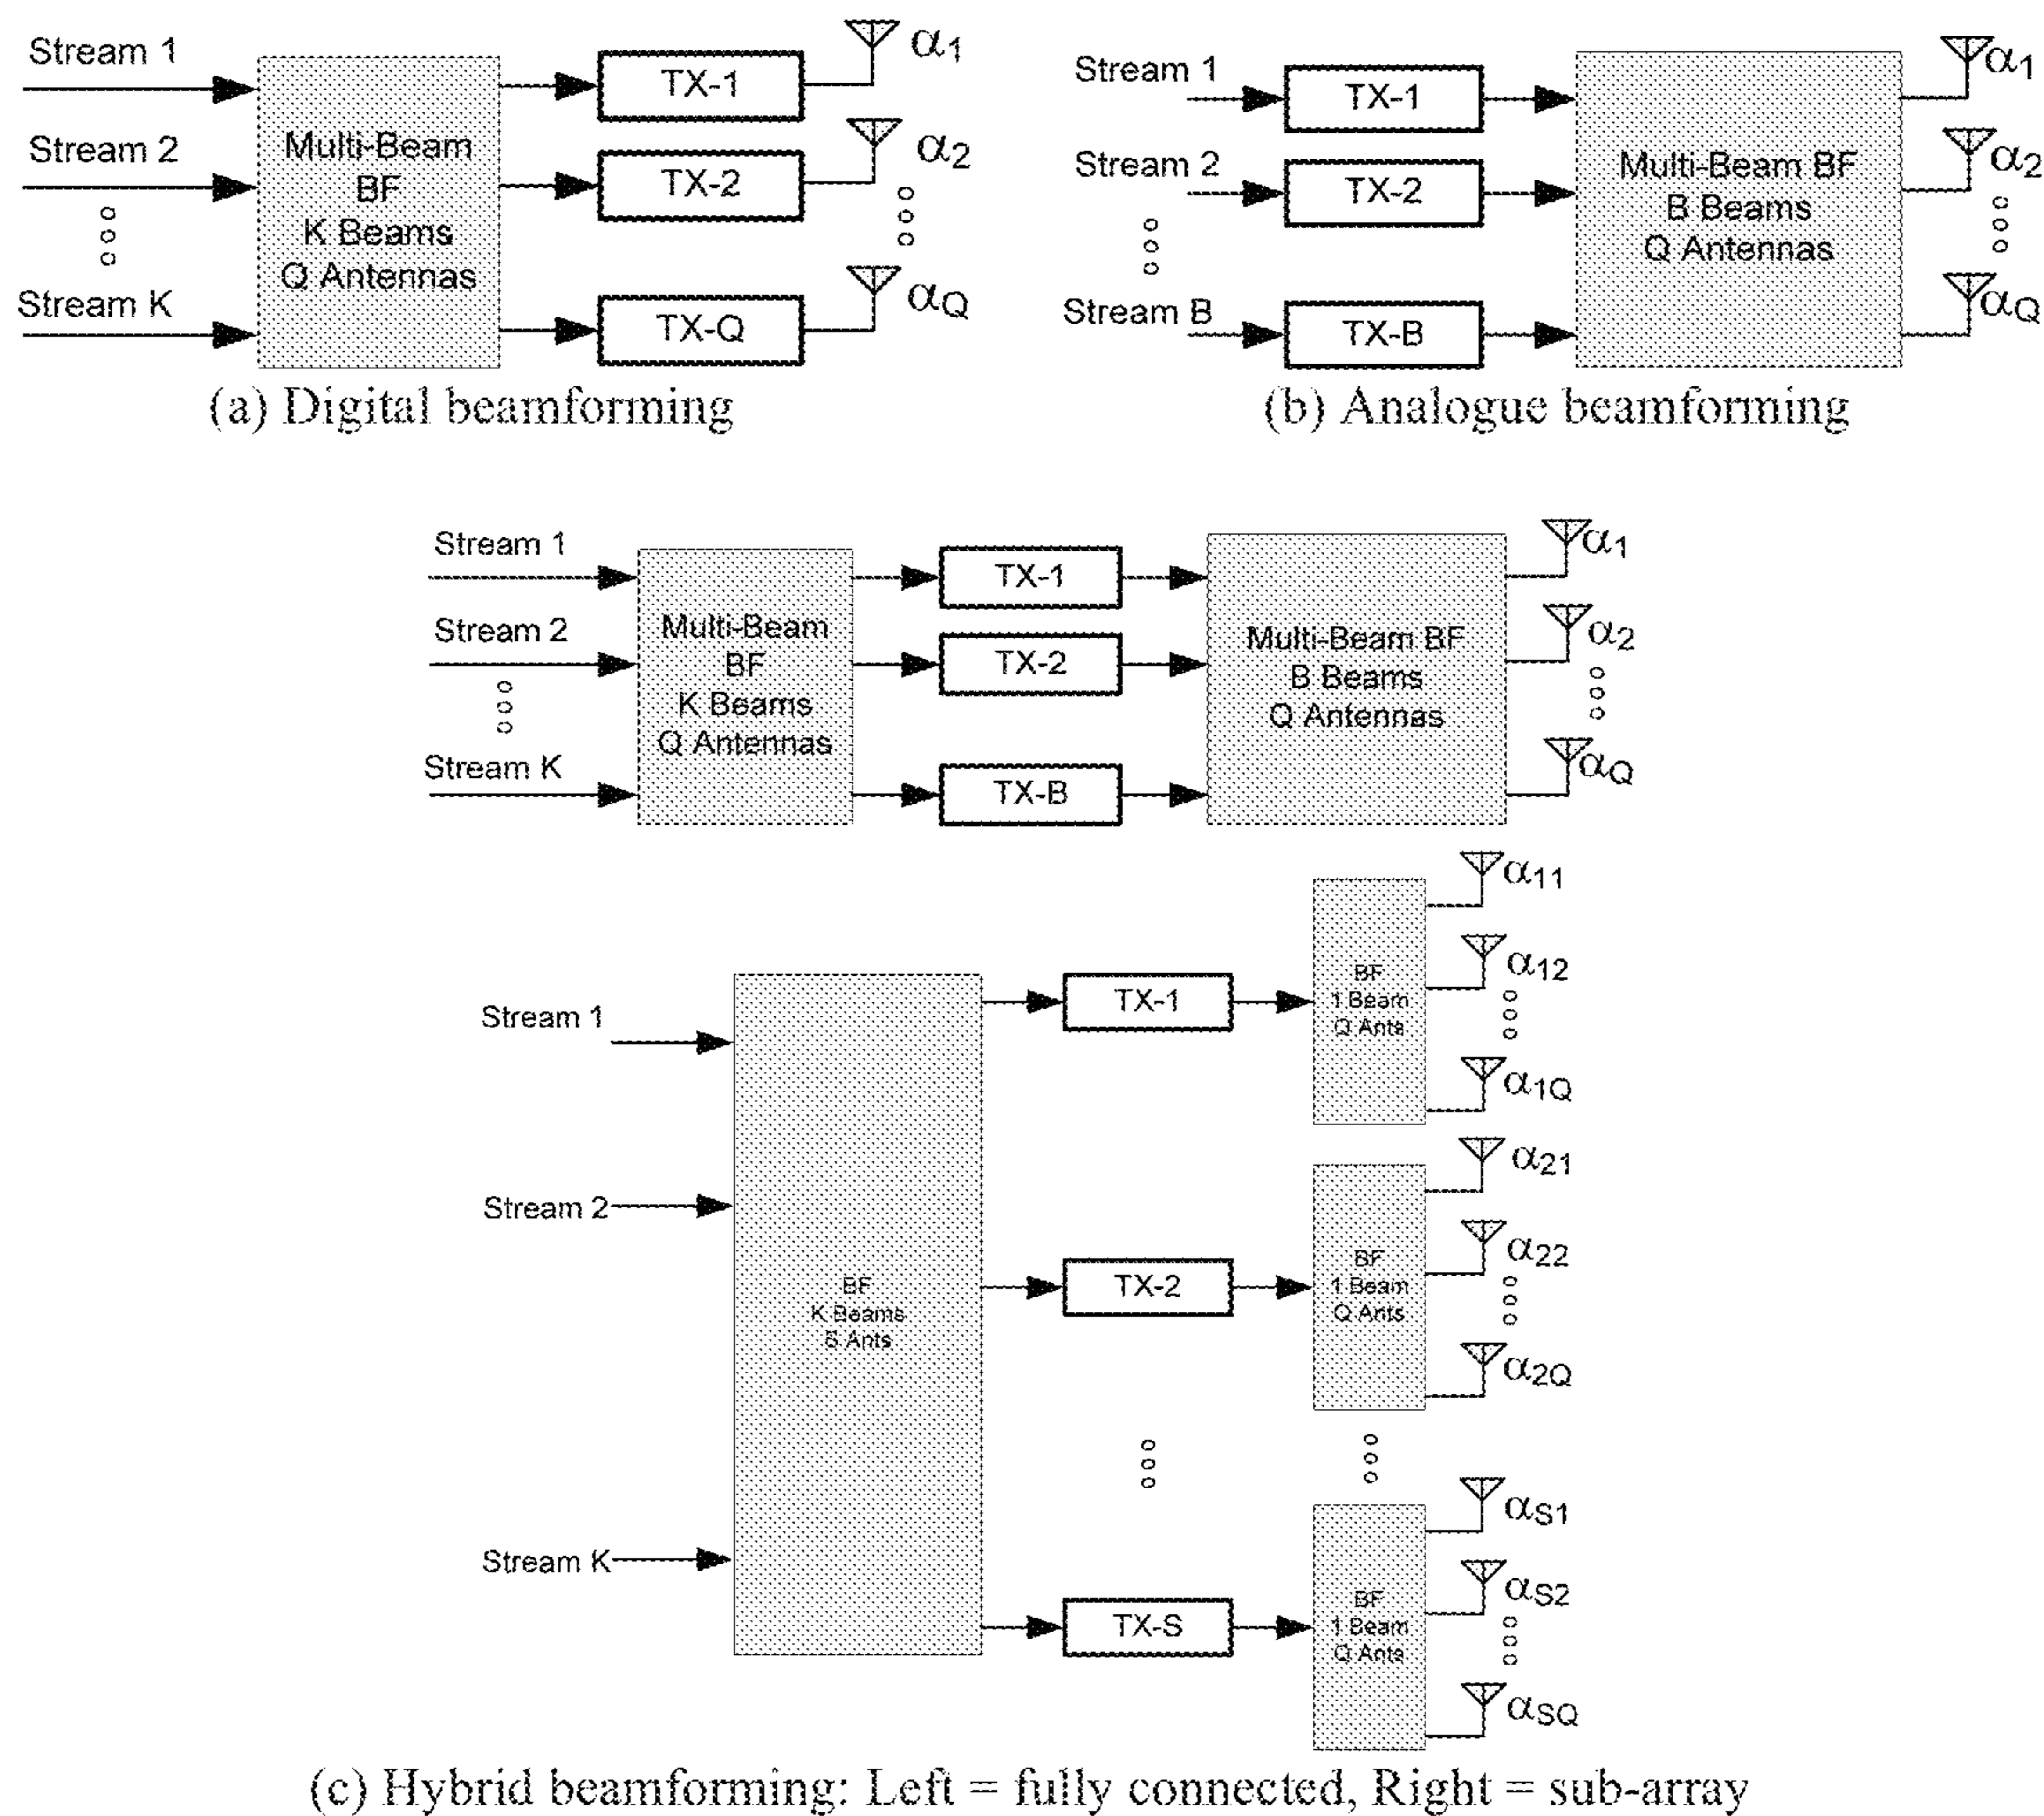 Stream 1
Stream 2
Stream K
Multi-Beam
BF
K Beams
Q Antennas
TX-1
TX-2
TX-Q
α1
α2
αQ
(a) Digital beamforming
Stream 1
Stream 2
Stream B
TX-1
TX-2
TX-B
Multi-Beam BF
B Beams
Q Antennas
α1
α2
αQ
(b) Analogue beamforming
Stream 1
Stream 2
Stream K
Multi-Beam
BF
K Beams
Q Antennas
TX-1
TX-2
TX-B
Multi-Beam BF
B Beams
Q Antennas
α1
α2
αQ
Stream 1
Stream 2
Stream K
BF
K Beams
S Ants
TX-1
TX-2
TX-S
BF
1 Beam
Q Ants
α11
α12
α1Q
BF
1 Beam
Q Ants
α21
α22
α2Q
BF
1 Beam
Q Ants
αS1
αS2
αSQ
(c) Hybrid beamforming: Left = fully connected, Right = sub-array